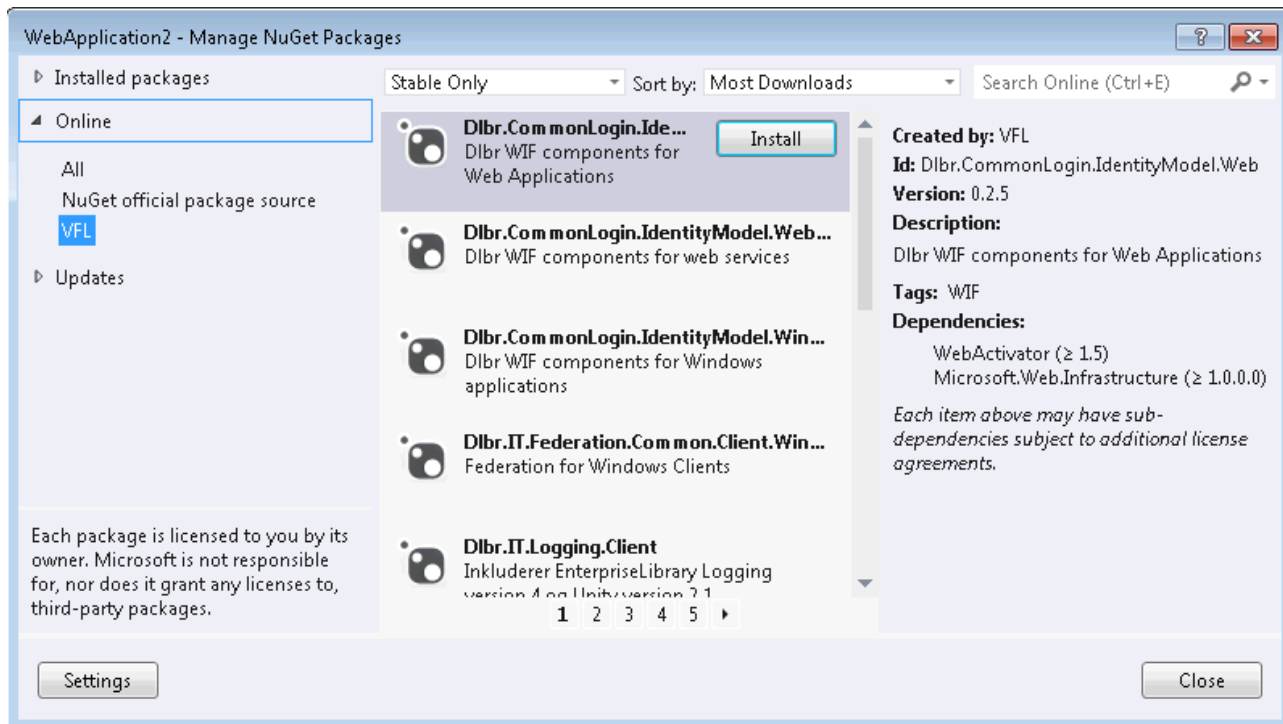 WebApplication2 - Manage NuGet Packages
Installed packages
Online
All
NuGet official package source
VFL
Updates
Each package is licensed to you by its
owner. Microsoft is not responsible
for, nor does it grant any licenses to,
third-party packages.
Stable Only
Sort by: Most Downloads
Search Online (Ctrl+E)
Dlbr.CommonLogin.Ide...
Install
Dlbr WIF components for
Web Applications
Dlbr.CommonLogin.IdentityModel.Web...
Dlbr WIF components for web services
Dlbr.CommonLogin.IdentityModel.Win...
Dlbr WIF components for Windows
applications
Dlbr.IT.Federation.Common.Client.Win...
Federation for Windows Clients
Dlbr.IT.Logging.Client
Inkluderer EnterpriseLibrary Logging
version 4 og Unity version 2.1
1 2 3 4 5
Created by: VFL
Id: Dlbr.CommonLogin.IdentityModel.Web
Version: 0.2.5
Description:
Dlbr WIF components for Web Applications
Tags: WIF
Dependencies:
WebActivator (≥ 1.5)
Microsoft.Web.Infrastructure (≥ 1.0.0.0)
Each item above may have sub-
dependencies subject to additional license
agreements.
Settings
Close